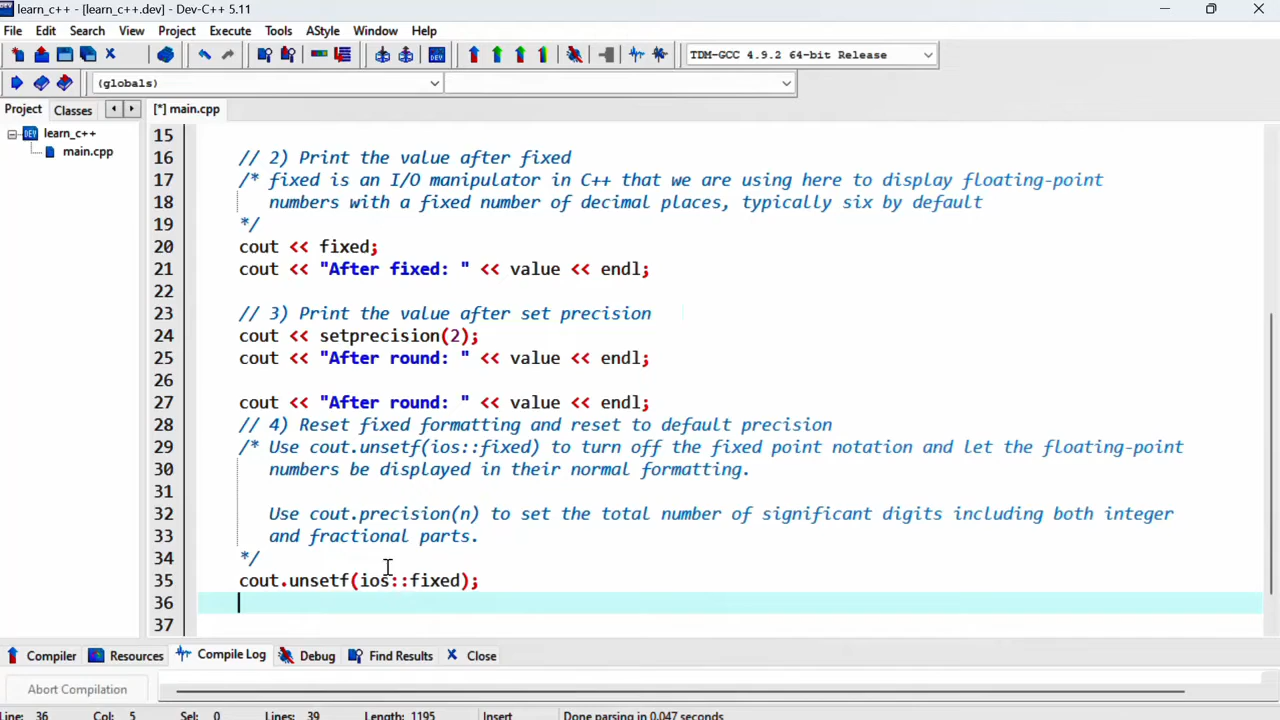 learn_c++ - [learn_c++.dev] - Dev-C++ 5.11
File Edit Search View Project Execute Tools AStyle Window Help
TDM-GCC 4.9.2 64-bit Release
(globals)
Project Classes [*] main.cpp
learn_c++
main.cpp
15
16 // 2) Print the value after fixed
17 /* fixed is an I/O manipulator in C++ that we are using here to display floating-point
18 numbers with a fixed number of decimal places, typically six by default
19 */
20 cout << fixed;
21 cout << "After fixed: " << value << endl;
22
23 // 3) Print the value after set precision
24 cout << setprecision(2);
25 cout << "After round: " << value << endl;
26
27 cout << "After round: " << value << endl;
28 // 4) Reset fixed formatting and reset to default precision
29 /* Use cout.unsetf(ios::fixed) to turn off the fixed point notation and let the floating-point
30 numbers be displayed in their normal formatting.
31
32 Use cout.precision(n) to set the total number of significant digits including both integer
33 and fractional parts.
34 */
35 cout.unsetf(ios::fixed);
36
37
Compiler Resources Compile Log Debug Find Results Close
Abort Compilation
Line: 36 Col: 5 Sel: 0 Lines: 39 Length: 1195 Insert Done parsing in 0.047 seconds